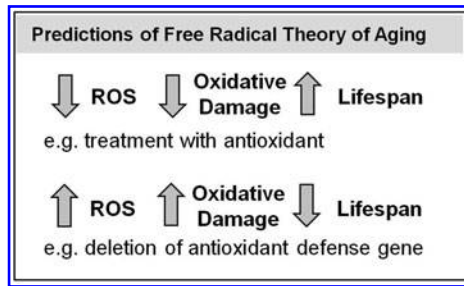 Predictions of Free Radical Theory of Aging
ROS Oxidative Damage Lifespan
e.g. treatment with antioxidant
ROS Oxidative Damage Lifespan
e.g. deletion of antioxidant defense gene